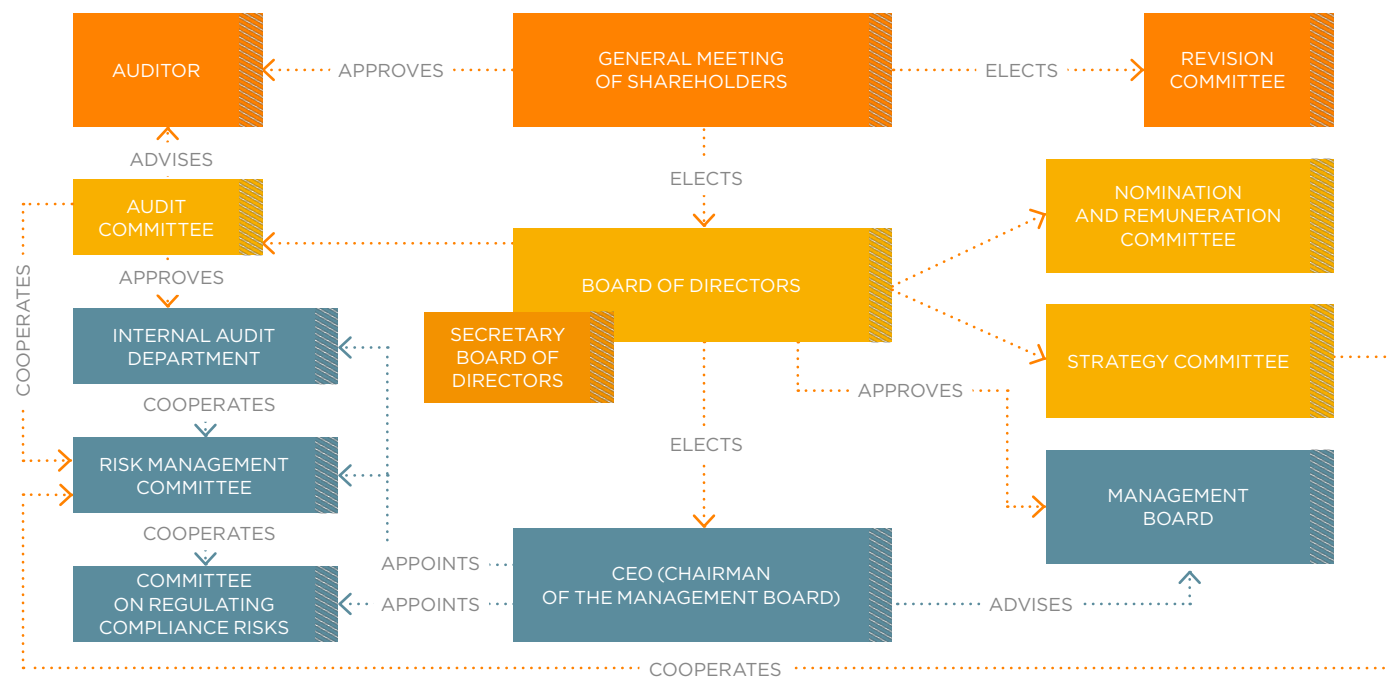 AUDITOR
APPROVES
GENERAL MEETING
OF SHAREHOLDERS
ELECTS
REVISION
COMMITTEE
ADVISES
ELECTS
AUDIT
COMMITTEE
NOMINATION
AND REMUNERATION
COMMITTEE
APPROVES
BOARD OF DIRECTORS
COOPERATES
INTERNAL AUDIT
DEPARTMENT
SECRETARY
BOARD OF
DIRECTORS
STRATEGY COMMITTEE
APPROVES
COOPERATES
ELECTS
RISK MANAGEMENT
COMMITTEE
MANAGEMENT
BOARD
COOPERATES
APPOINTS
CEO (CHAIRMAN
OF THE MANAGEMENT BOARD)
COMMITTEE
ON REGULATING
COMPLIANCE RISKS
APPOINTS
ADVISES
COOPERATES